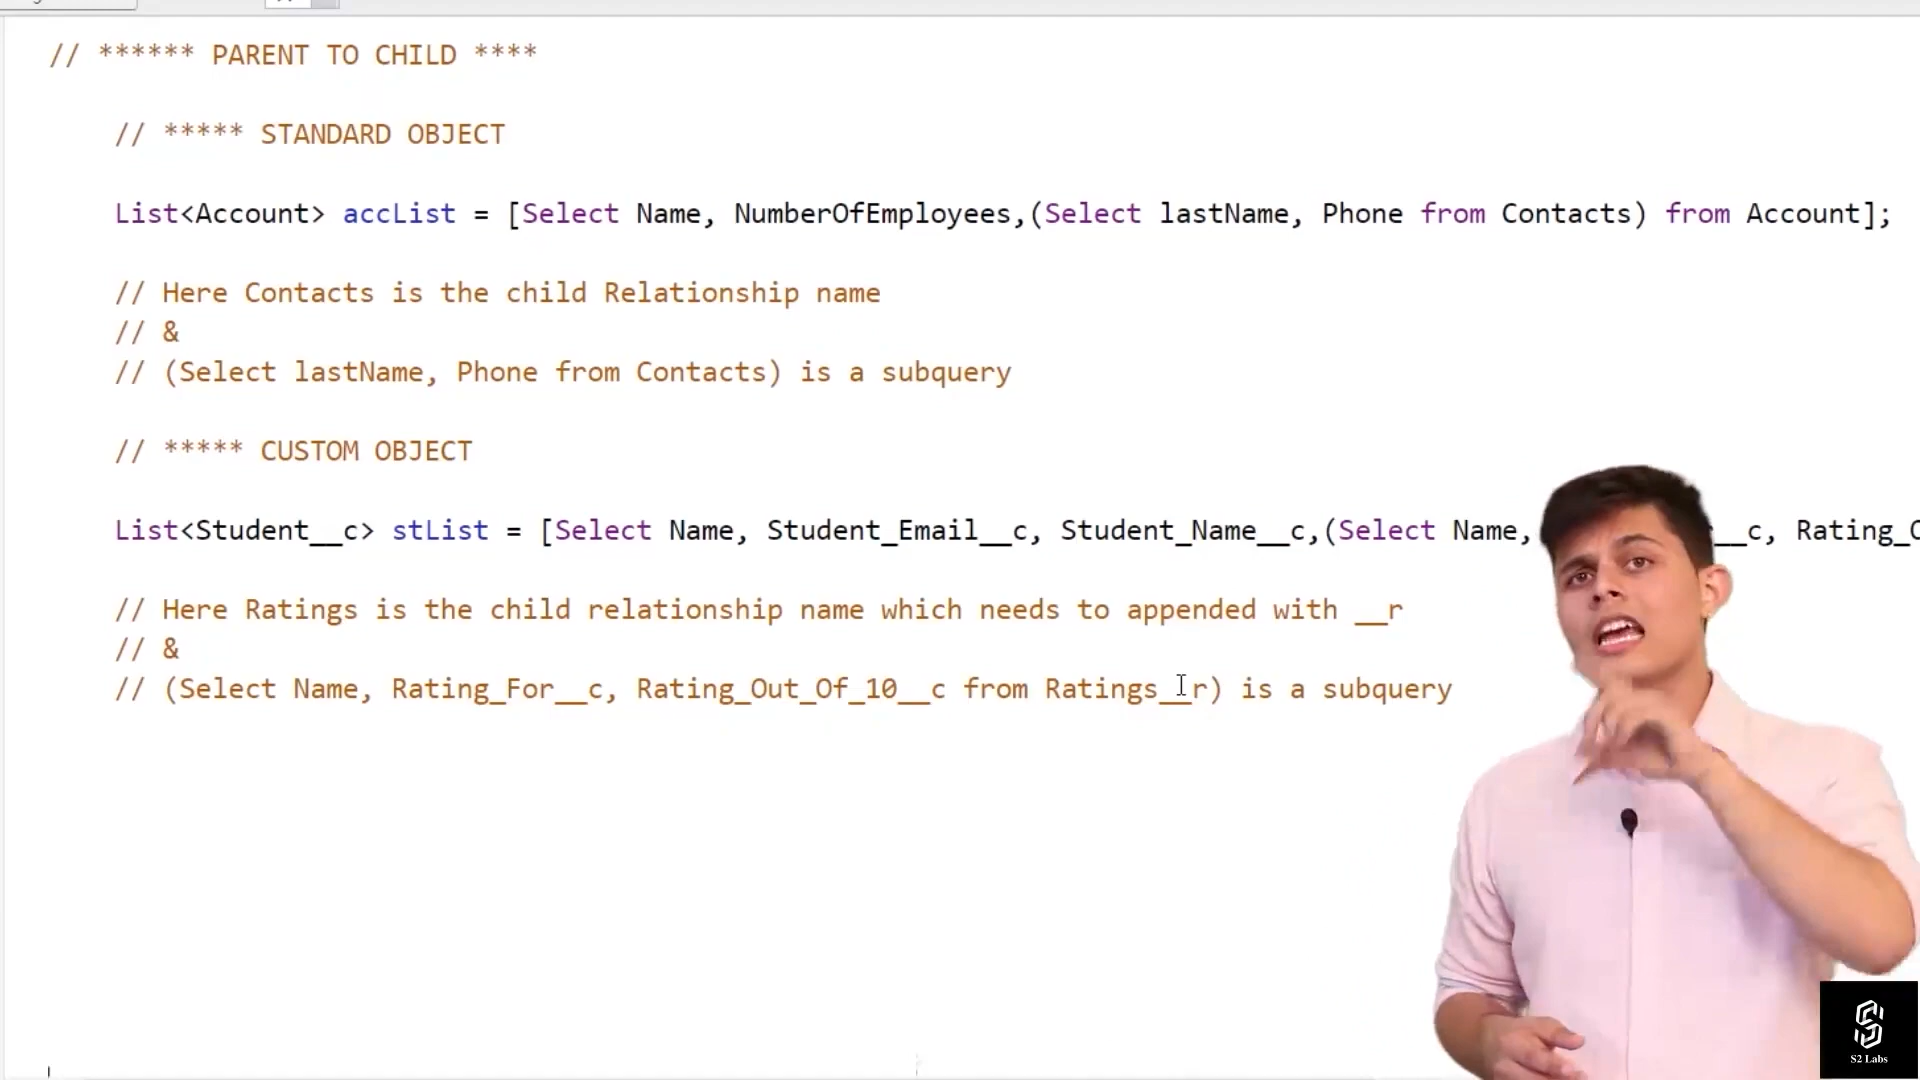 // ****** PARENT TO CHILD ****
// ***** STANDARD OBJECT
List<Account> accList = [Select Name, NumberOfEmployees,(Select lastName, Phone from Contacts) from Account];
// Here Contacts is the child Relationship name
// &
// (Select lastName, Phone from Contacts) is a subquery
// ***** CUSTOM OBJECT
List<Student__c> stList = [Select Name, Student_Email__c, Student_Name__c,(Select Name, __c, Rating_O
// Here Ratings is the child relationship name which needs to appended with __r
// &
// (Select Name, Rating_For__c, Rating_Out_Of_10__c from Ratings__r) is a subquery
S2 Labs